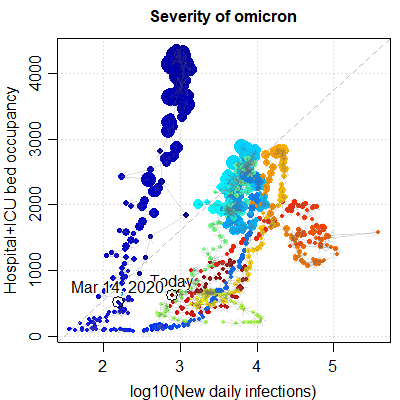 Severity of omicron
Hospital+ICU bed occupancy
4000
3000
2000
1000
0
Mar 14, 2020
Today
2
3
4
5
log10(New daily infections)